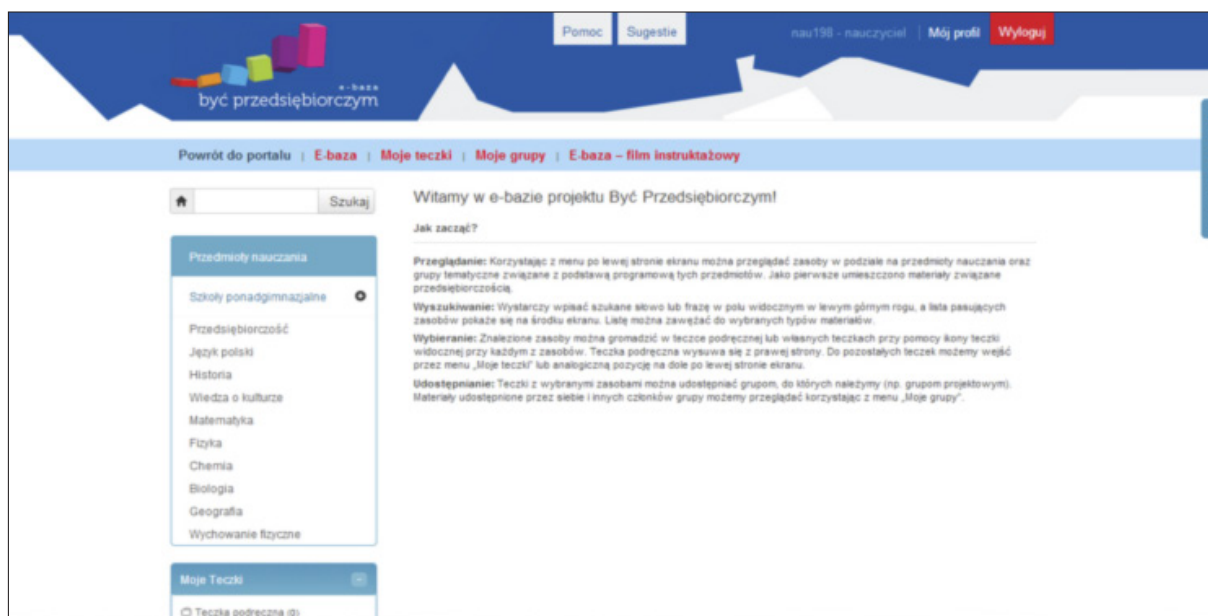 Pomoc
Sugestie
nau198 - nauczyciel
Mój profil
Wyloguj
e-baza
być przedsiębiorczym
Powrót do portalu | E-baza | Moje teczki | Moje grupy | E-baza – film instruktażowy
Szukaj
Witamy w e-bazie projektu Być Przedsiębiorczym!
Jak zacząć?
Przedmioty nauczania
Szkoły ponadgimnazjalne
Przedsiębiorczość
Język polski
Historia
Wiedza o kulturze
Matematyka
Fizyka
Chemia
Biologia
Geografia
Wychowanie fizyczne
Moje Teczki
Teczka podręczna (0)
Przeglądanie: Korzystając z menu po lewej stronie ekranu można przeglądać zasoby w podziale na przedmioty nauczania oraz
grupy tematyczne związane z podstawą programową tych przedmiotów. Jako pierwsze umieszczono materiały związane
przedsiębiorczością.
Wyszukiwanie: Wystarczy wpisać szukane słowo lub frazę w polu widocznym w lewym górnym rogu, a lista pasujących
zasobów pokaże się na środku ekranu. Listę można zawężać do wybranych typów materiałów.
Wybieranie: Znalezione zasoby można gromadzić w teczce podręcznej lub własnych teczkach przy pomocy ikony teczki
widocznej przy każdym z zasobów. Teczka podręczna wysuwa się z prawej strony. Do pozostałych teczek możemy wejść
przez menu „Moje teczki" lub analogiczną pozycję na dole po lewej stronie ekranu.
Udostępnianie: Teczki z wybranymi zasobami można udostępniać grupom, do których należymy (np. grupom projektowym).
Materiały udostępnione przez siebie i innych członków grupy możemy przeglądać korzystając z menu „Moje grupy".